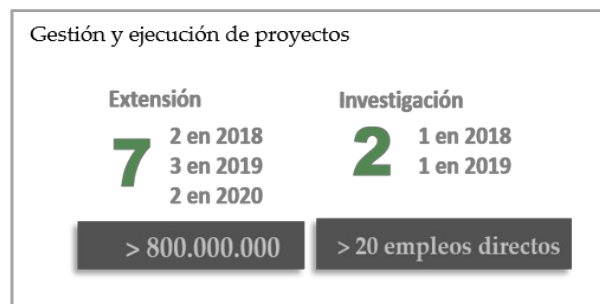 Gestión y ejecución de proyectos
Extensión
7
2 en 2018
3 en 2019
2 en 2020
> 800.000.000
Investigación
2
1 en 2018
1 en 2019
> 20 empleos directos